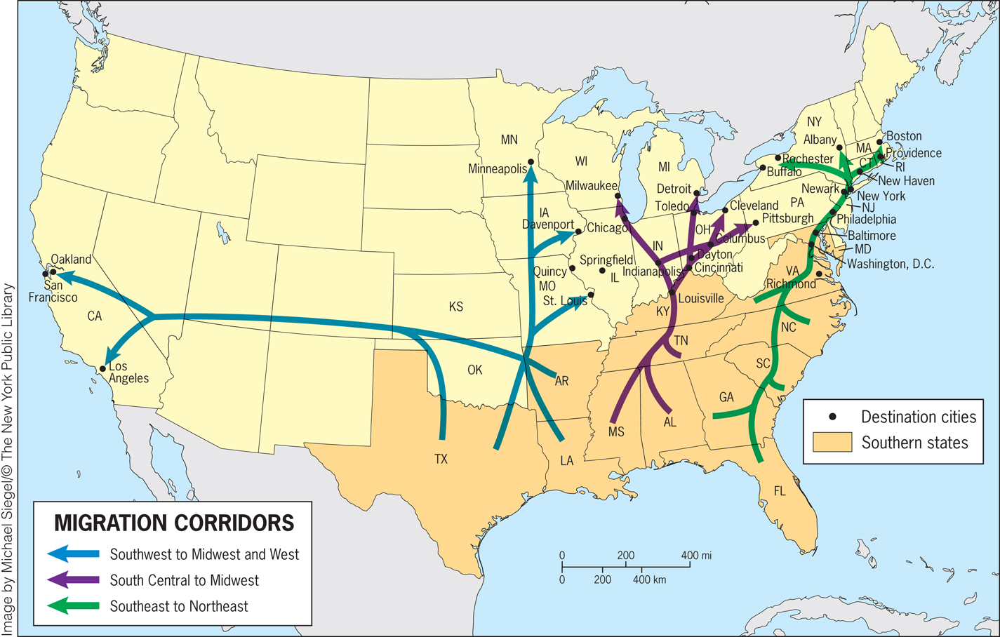 MN
Minneapolis
WI
MI
Milwaukee
Detroit
Toledo
Cleveland
Pittsburgh
NY
Albany
Rochester
Buffalo
MA
Boston
Providence
CT
RI
New Haven
Newark
New York
PA
NJ
Philadelphia
Baltimore
MD
Washington, D.C.
IA
Davenport
Chicago
OH
Columbus
IN
Dayton
Springfield
Indianapolis
Cincinnati
Quincy
IL
MO
St. Louis
Louisville
KY
VA
Richmond
Oakland
San
Francisco
CA
KS
TN
NC
Los
Angeles
OK
AR
SC
GA
MS
AL
TX
LA
FL
Destination cities
Southern states
MIGRATION CORRIDORS
Southwest to Midwest and West
South Central to Midwest
Southeast to Northeast
0 200 400 mi
0 200 400 km
Image by Michael Siegel/© The New York Public Library